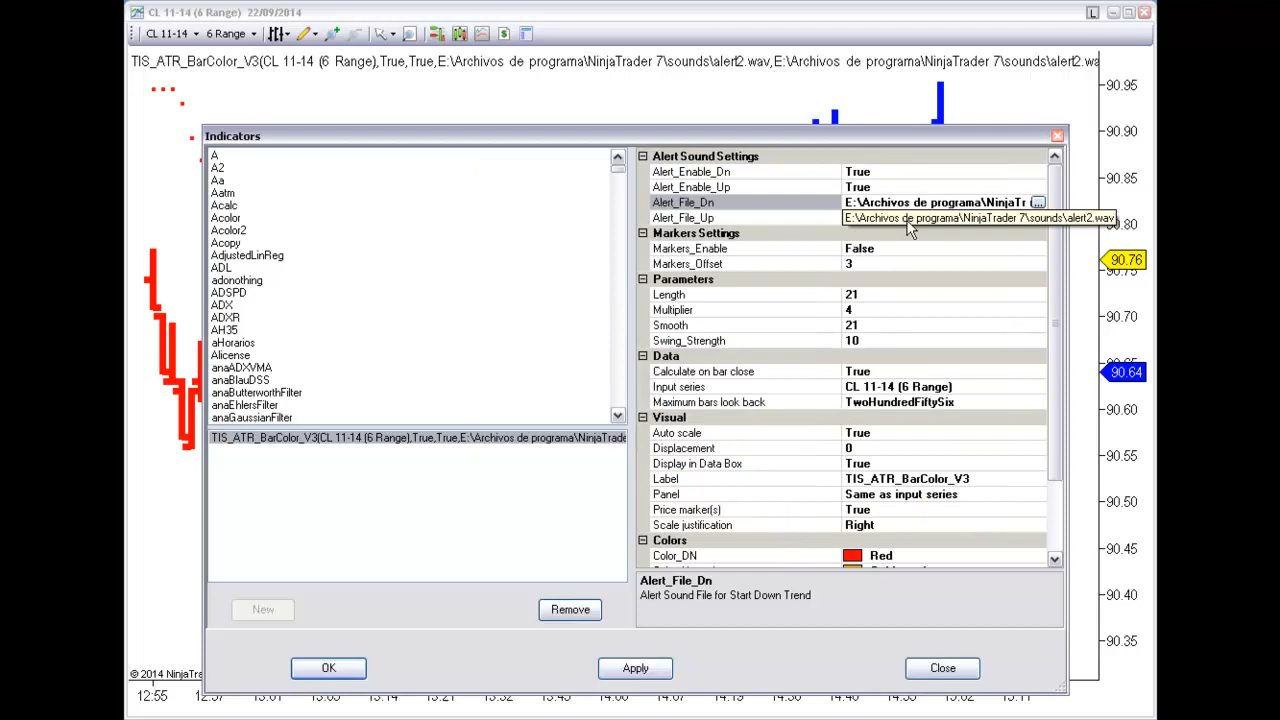 CL 11-14 (6 Range)  22/09/2014
L
CL 11-14
6 Range
TIS_ATR_BarColor_V3(CL 11-14 (6 Range),True,True,E:\Archivos de programa\NinjaTrader 7\sounds\alert2.wav,E:\Archivos de programa\NinjaTrader 7\sounds\alert2.wa
90.95
90.90
90.85
90.80
90.76
90.75
90.70
90.64
90.60
90.55
90.50
90.45
90.40
90.35
Indicators
A
A2
Aa
Aatm
Acalc
Acolor
Acolor2
Acopy
AdjustedLinReg
ADL
adonothing
ADSPD
ADX
ADXR
AH35
aHorarios
Alicense
anaADXVMA
anaBlauDSS
anaButterworthFilter
anaEhlersFilter
anaGaussianFilter
TIS_ATR_BarColor_V3(CL 11-14 (6 Range),True,True,E:\Archivos de programa\NinjaTrade
New
Remove
Alert Sound Settings
Alert_Enable_Dn True
Alert_Enable_Up True
Alert_File_Dn E:\Archivos de programa\NinjaTr ...
Alert_File_Up E:\Archivos de programa\NinjaTrader 7\sounds\alert2.wav
Markers Settings
Markers_Enable False
Markers_Offset 3
Parameters
Length 21
Multiplier 4
Smooth 21
Swing_Strength 10
Data
Calculate on bar close True
Input series CL 11-14 (6 Range)
Maximum bars look back TwoHundredFiftySix
Visual
Auto scale True
Displacement 0
Display in Data Box True
Label TIS_ATR_BarColor_V3
Panel Same as input series
Price marker(s) True
Scale justification Right
Colors
Color_DN Red
Alert_File_Dn
Alert Sound File for Start Down Trend
OK
Apply
Close
© 2014 NinjaTra
12:55